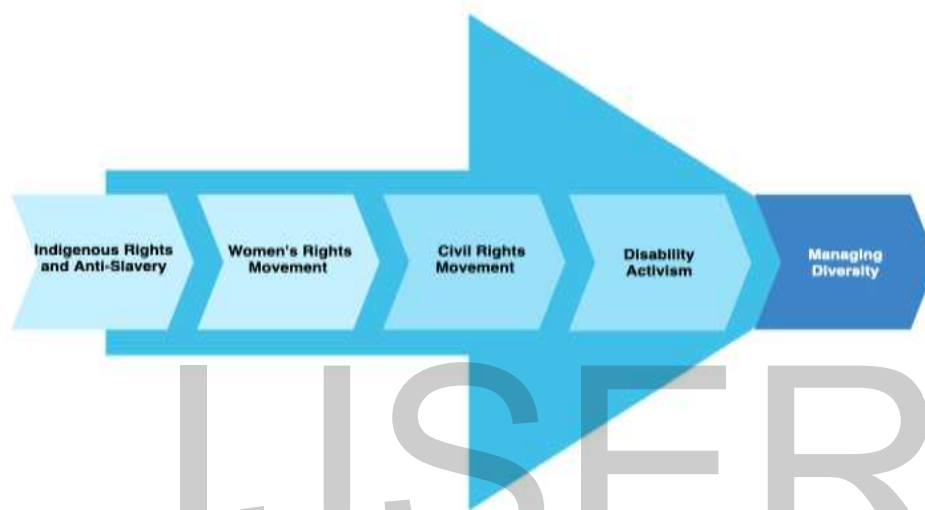 Indigenous Rights
and Anti-Slavery
Women's Rights
Movement
Civil Rights
Movement
Disability
Activism
Managing
Diversity
IJSER